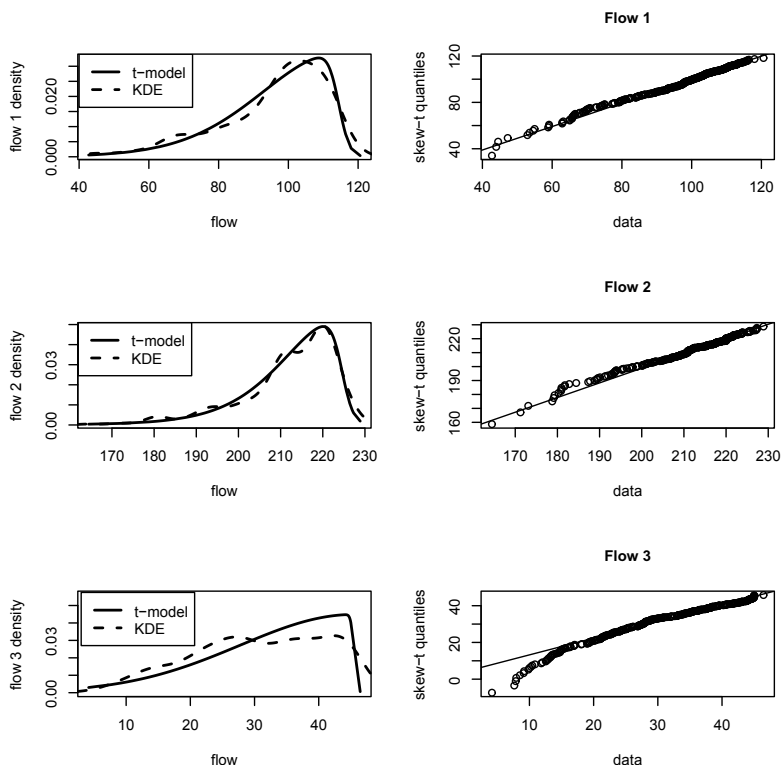 Flow 1
flow 1 density
0.000 0.020
t−model
KDE
40 60 80 100 120
flow
skew−t quantiles
40 80 120
40 60 80 100 120
data
Flow 2
flow 2 density
0.00 0.03
t−model
KDE
170 180 190 200 210 220 230
flow
skew−t quantiles
160 190 220
170 180 190 200 210 220 230
data
Flow 3
flow 3 density
0.00 0.03
t−model
KDE
10 20 30 40
flow
skew−t quantiles
0 20 40
10 20 30 40
data